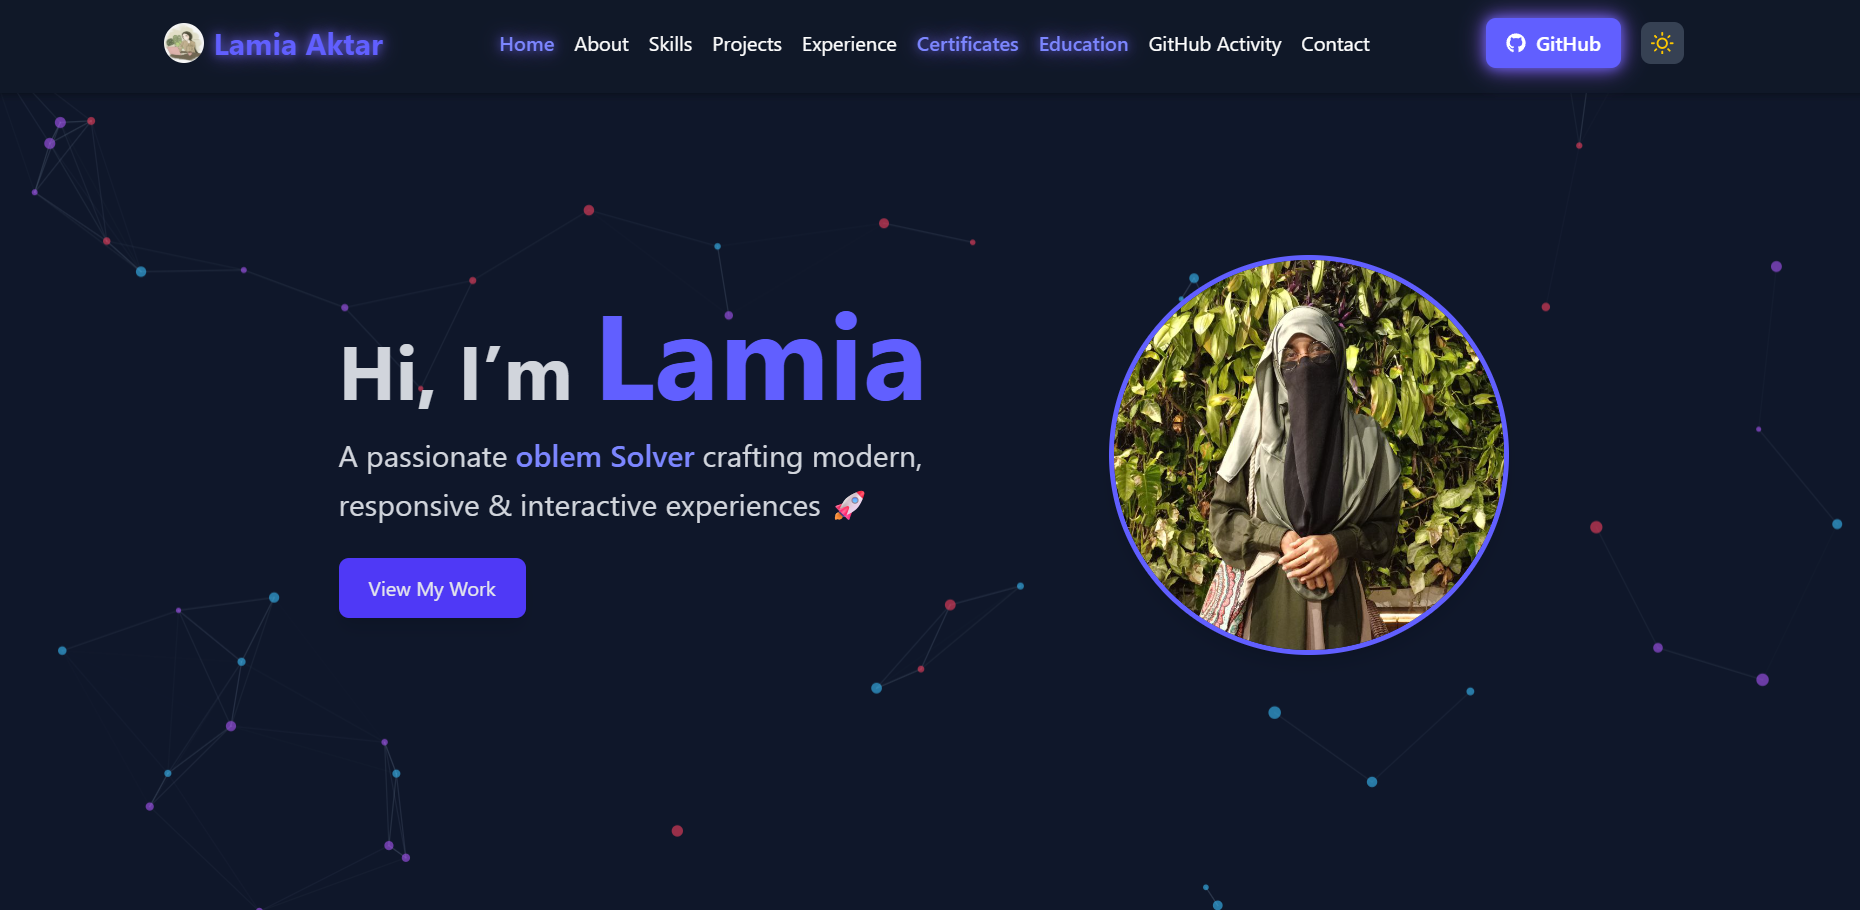 Lamia Aktar Home About Skills Projects Experience Certificates Education GitHub Activity Contact GitHub
Hi, I’m Lamia
A passionate oblem Solver crafting modern,
responsive & interactive experiences 🚀
View My Work